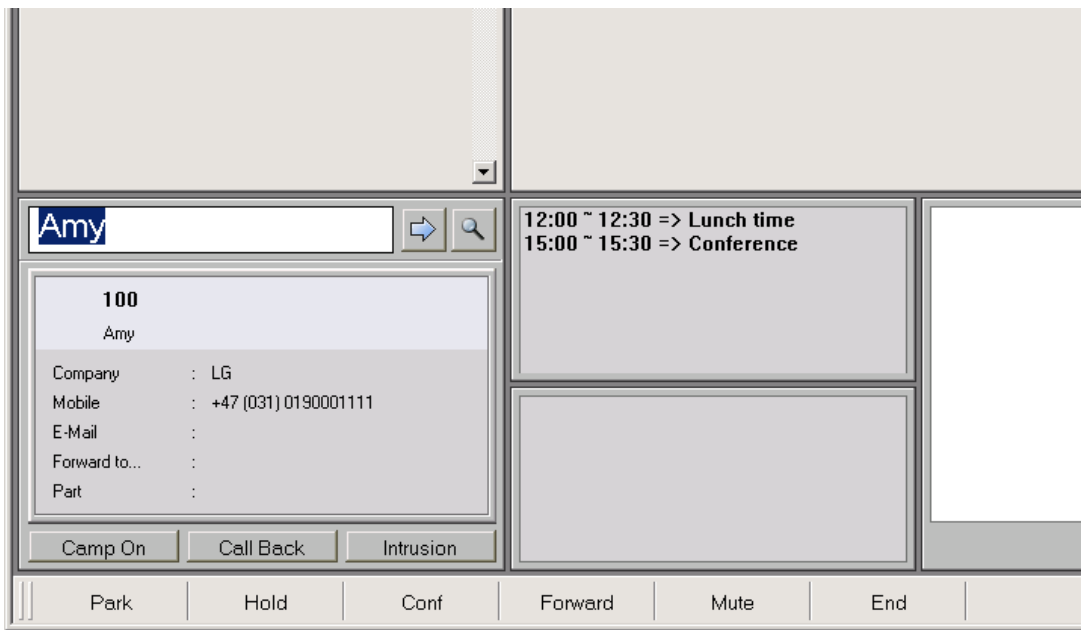 Amy
100
Amy
Company : LG
Mobile : +47 (031) 0190001111
E-Mail :
Forward to... :
Part :
Camp On Call Back Intrusion
12:00 ~ 12:30 => Lunch time
15:00 ~ 15:30 => Conference
Park Hold Conf Forward Mute End